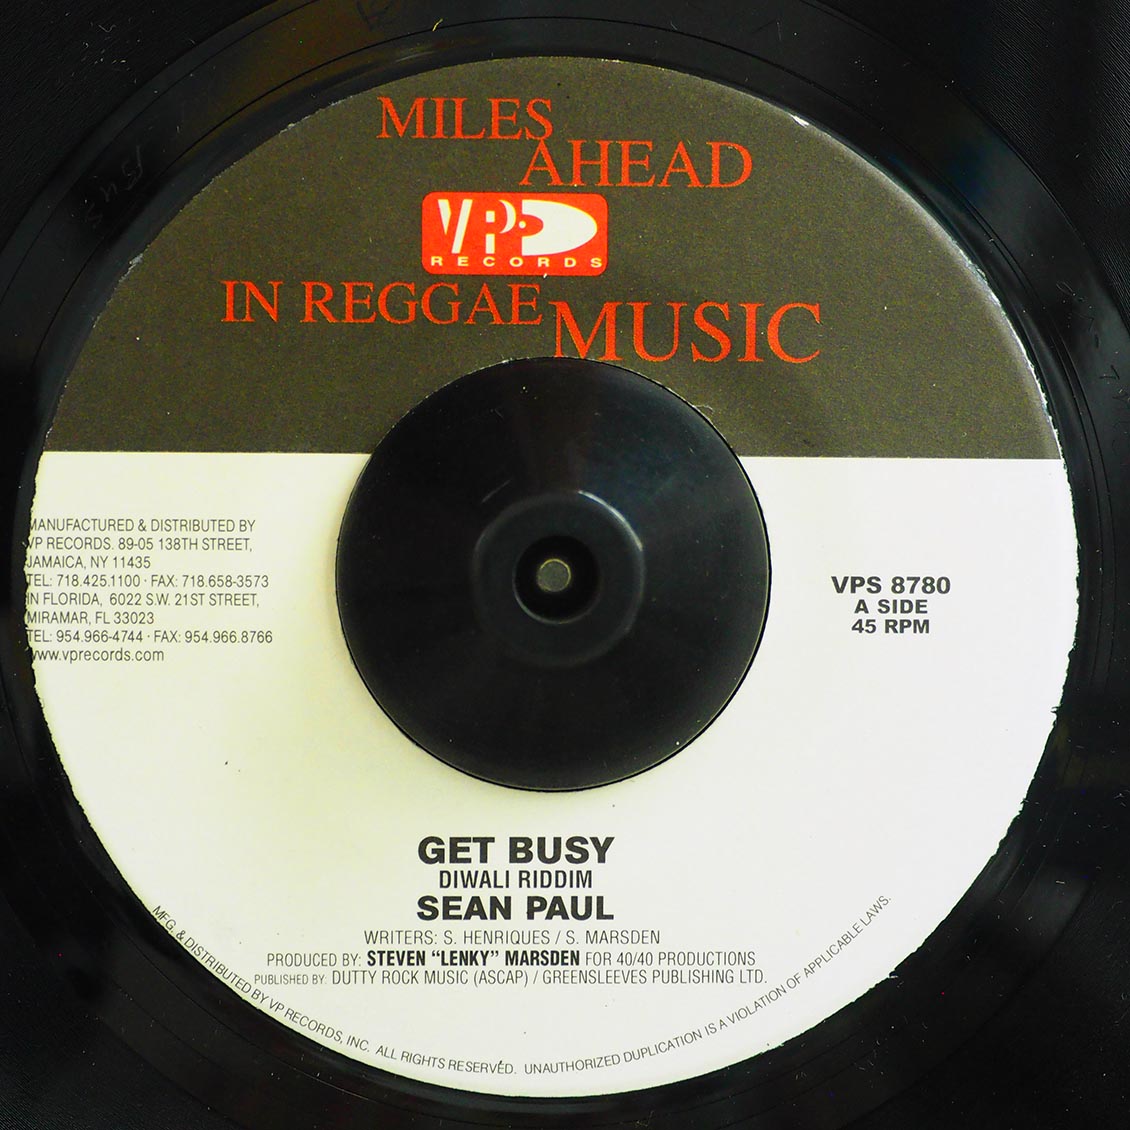 MILES
AHEAD
VP
RECORDS
IN REGGAE MUSIC
MANUFACTURED & DISTRIBUTED BY
VP RECORDS. 89-05 138TH STREET,
JAMAICA, NY 11435
TEL: 718.425.1100 · FAX: 718.658-3573
IN FLORIDA, 6022 S.W. 21ST STREET,
MIRAMAR, FL 33023
TEL: 954.966-4744 · FAX: 954.966.8766
www.vprecords.com
VPS 8780
A SIDE
45 RPM
GET BUSY
DIWALI RIDDIM
SEAN PAUL
WRITERS: S. HENRIQUES / S. MARSDEN
PRODUCED BY: STEVEN "LENKY" MARSDEN FOR 40/40 PRODUCTIONS
PUBLISHED BY: DUTTY ROCK MUSIC (ASCAP) / GREENSLEEVES PUBLISHING LTD.
MFG. & DISTRIBUTED BY VP RECORDS, INC. ALL RIGHTS RESERVED. UNAUTHORIZED DUPLICATION IS A VIOLATION OF APPLICABLE LAWS.